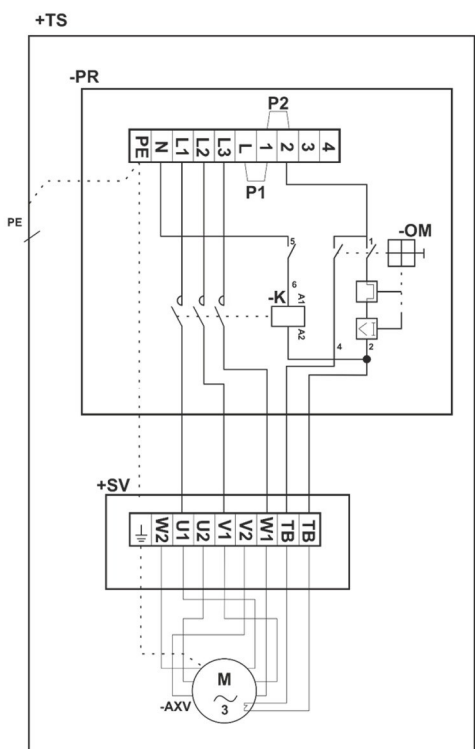 +TS
-PR
P2
PE N L1 L2 L3 L 1 2 3 4
P1
PE
-OM
5
1
6
A1
-K
A2
4
2
+SV
W2 U1 U2 V1 V2 W1 TB TB
M
3
-AXV